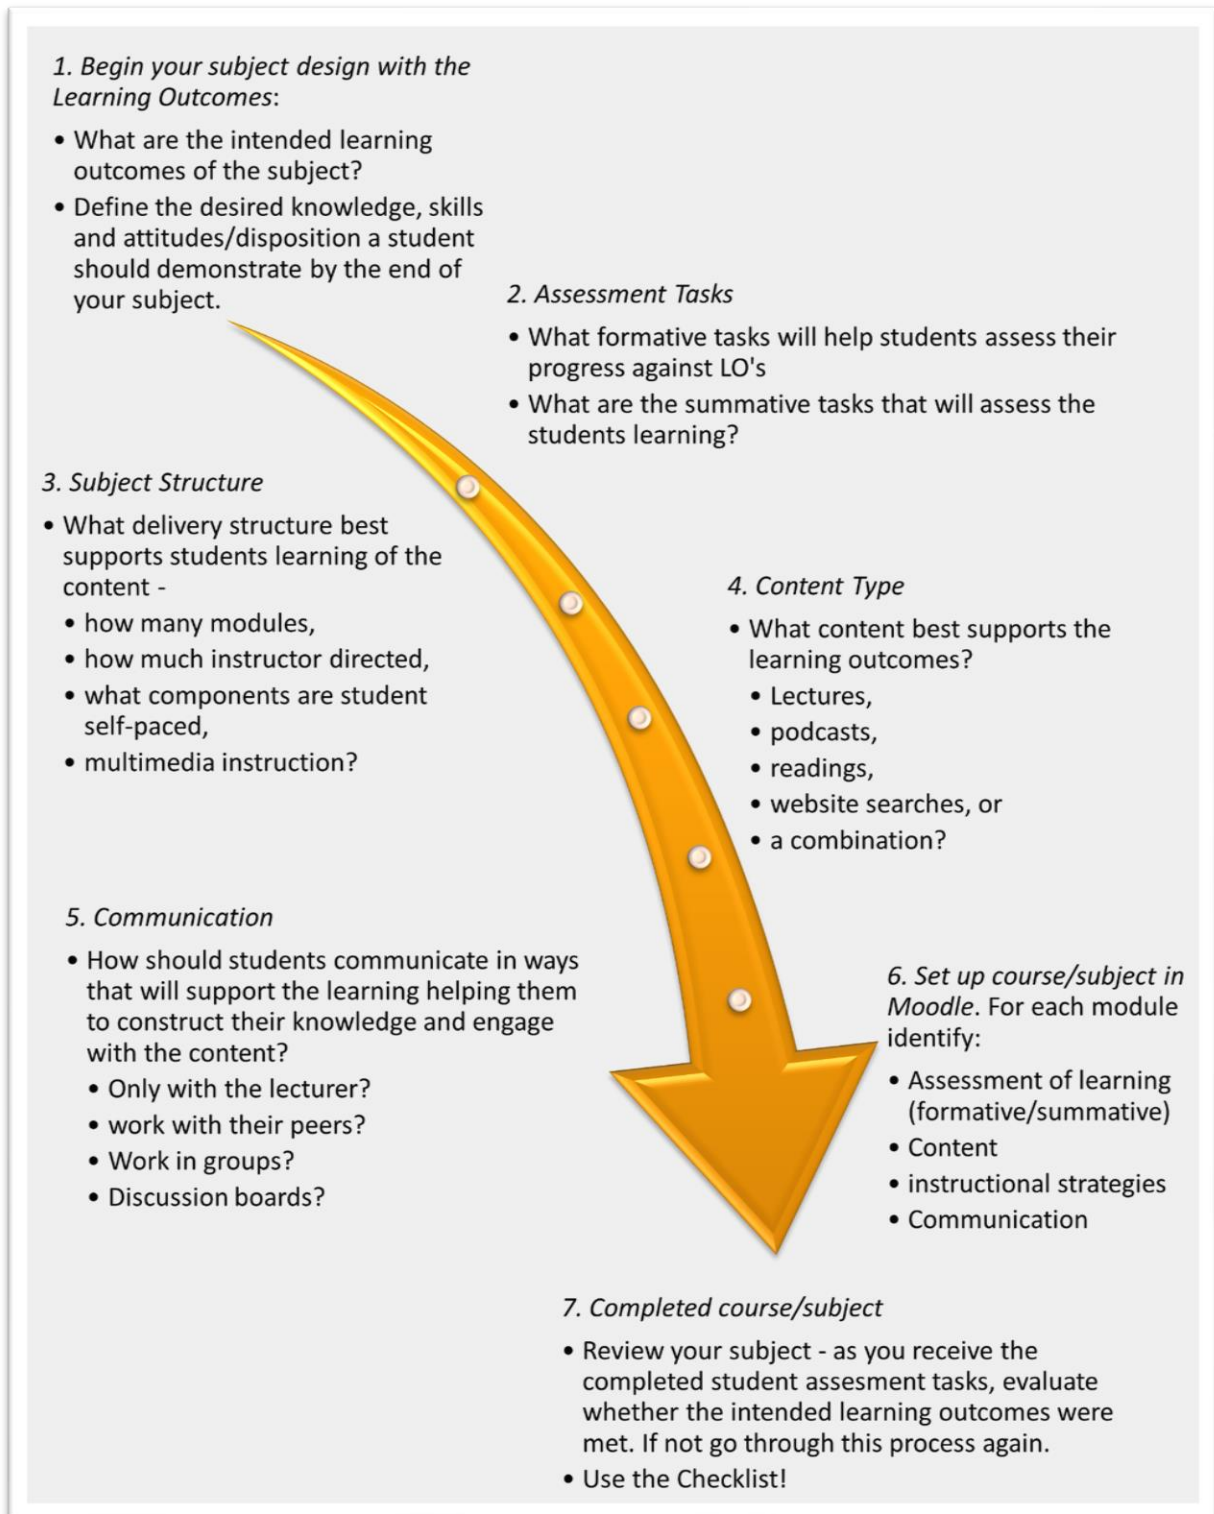 1. Begin your subject design with the
Learning Outcomes:
• What are the intended learning
outcomes of the subject?
• Define the desired knowledge, skills
and attitudes/disposition a student
should demonstrate by the end of
your subject.
2. Assessment Tasks
• What formative tasks will help students assess their
progress against LO's
• What are the summative tasks that will assess the
students learning?
3. Subject Structure
• What delivery structure best
supports students learning of the
content -
• how many modules,
• how much instructor directed,
• what components are student
self-paced,
• multimedia instruction?
4. Content Type
• What content best supports the
learning outcomes?
• Lectures,
• podcasts,
• readings,
• website searches, or
• a combination?
5. Communication
• How should students communicate in ways
that will support the learning helping them
to construct their knowledge and engage
with the content?
• Only with the lecturer?
• work with their peers?
• Work in groups?
• Discussion boards?
6. Set up course/subject in
Moodle. For each module
identify:
• Assessment of learning
(formative/summative)
• Content
• instructional strategies
• Communication
7. Completed course/subject
• Review your subject - as you receive the
completed student assesment tasks, evaluate
whether the intended learning outcomes were
met. If not go through this process again.
• Use the Checklist!